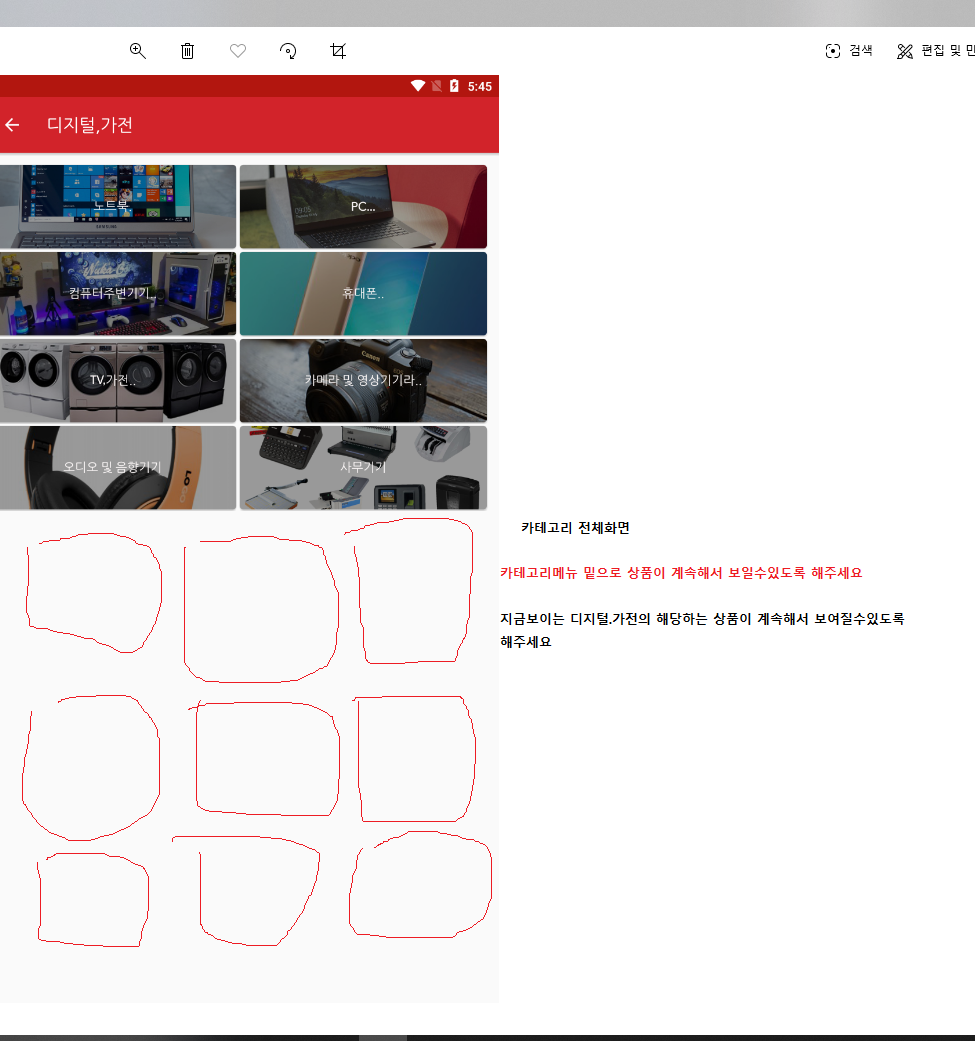 검색
편집 및 만
5:45
디지털,가전
노트북.
PC...
SAMSUNG
컴퓨터주변기기..
휴대폰..
TV,가전..
카메라 및 영상기기라..
Canon
오디오 및 음향기기
사무기기
카테고리 전체화면
카테고리메뉴 밑으로 상품이 계속해서 보일수있도록 해주세요
지금보이는 디지털.가전의 해당하는 상품이 계속해서 보여질수있도록
해주세요